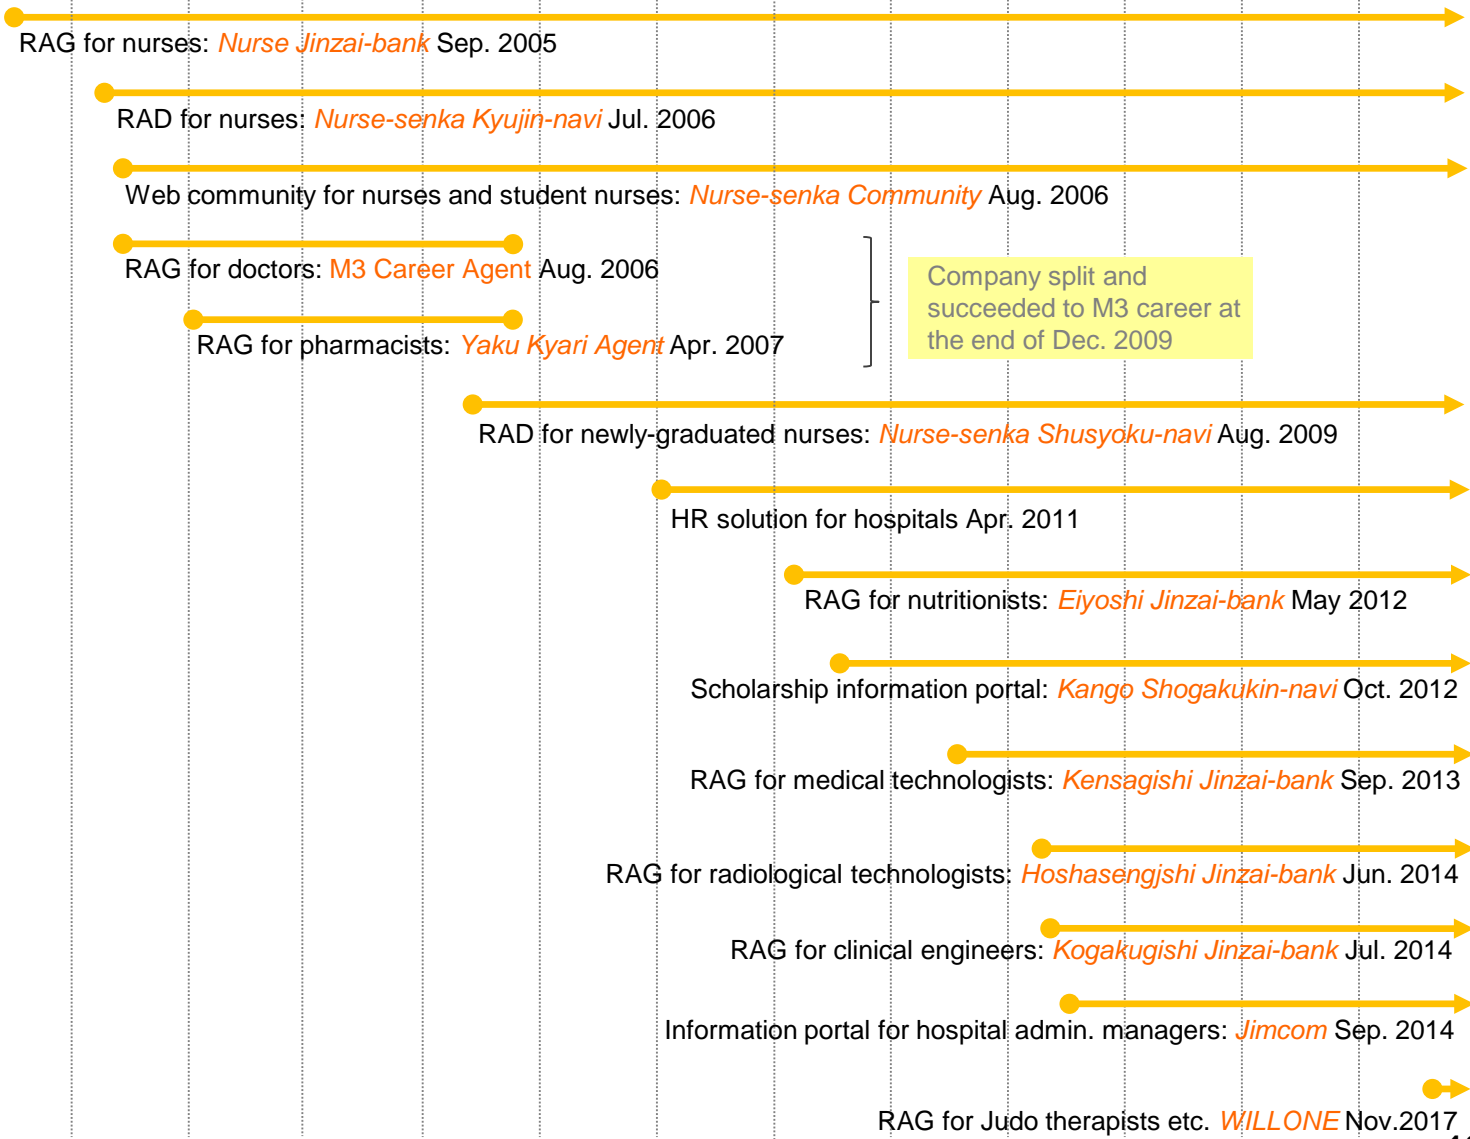 RAG for nurses: Nurse Jinzai-bank Sep. 2005
RAD for nurses: Nurse-senka Kyujin-navi Jul. 2006
Web community for nurses and student nurses: Nurse-senka Community Aug. 2006
RAG for doctors: M3 Career Agent Aug. 2006
Company split and
succeeded to M3 career at
the end of Dec. 2009
RAG for pharmacists: Yaku Kyari Agent Apr. 2007
RAD for newly-graduated nurses: Nurse-senka Shusyoku-navi Aug. 2009
HR solution for hospitals Apr. 2011
RAG for nutritionists: Eiyoshi Jinzai-bank May 2012
Scholarship information portal: Kango Shogakukin-navi Oct. 2012
RAG for medical technologists: Kensagishi Jinzai-bank Sep. 2013
RAG for radiological technologists: Hoshasengjshi Jinzai-bank Jun. 2014
RAG for clinical engineers: Kogakugishi Jinzai-bank Jul. 2014
Information portal for hospital admin. managers: Jimcom Sep. 2014
RAG for Judo therapists etc. WILLONE Nov.2017